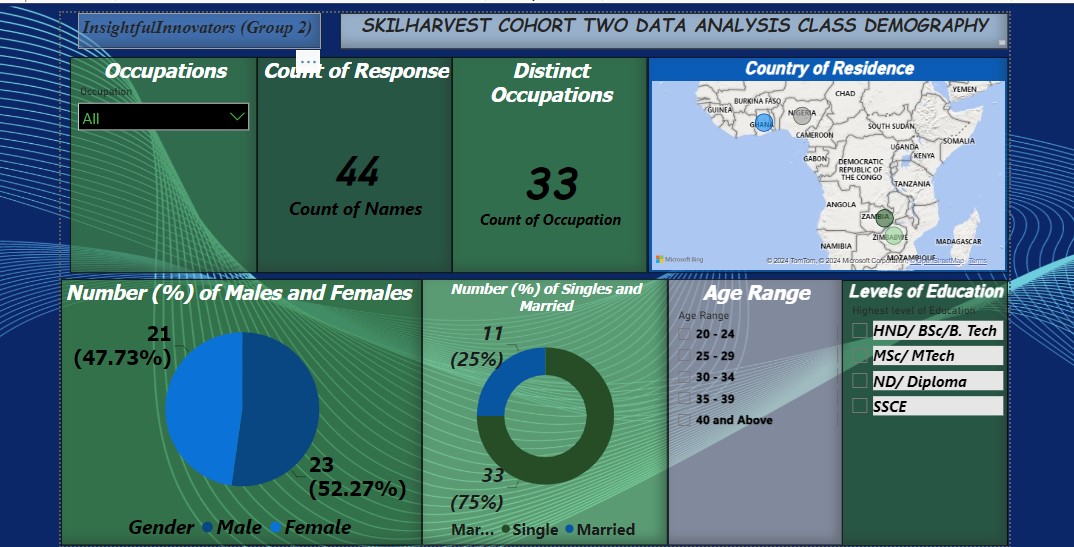 InsightfulInnovators (Group 2)
SKILHARVEST COHORT TWO DATA ANALYSIS CLASS DEMOGRAPHY
Occupations
Occupation
All
Count of Response
44
Count of Names
Distinct
Occupations
33
Count of Occupation
Country of Residence
YEMEN
CHAD
BURKINA FASO
GUINEA
NIGERIA
GHANA
SOUTH SUDAN
CAMEROON
SOMALIA
UGANDA
KENYA
GABON
DEMOCRATIC
REPUBLIC OF
THE CONGO
TANZANIA
ANGOLA
ZAMBIA
ZIMBABWE
MADAGASCAR
NAMIBIA
MOZAMBIQUE
Microsoft Bing
© 2024 TomTom, © 2024 Microsoft Corporation, © OpenStreetMap Terms
Number (%) of Males and Females
21
(47.73%)
23
(52.27%)
Gender Male Female
Number (%) of Singles and
Married
11
(25%)
33
(75%)
Mar... Single Married
Age Range
Age Range
20 - 24
25 - 29
30 - 34
35 - 39
40 and Above
Levels of Education
Highest level of Education
HND/ BSc/B. Tech
MSc/ MTech
ND/ Diploma
SSCE